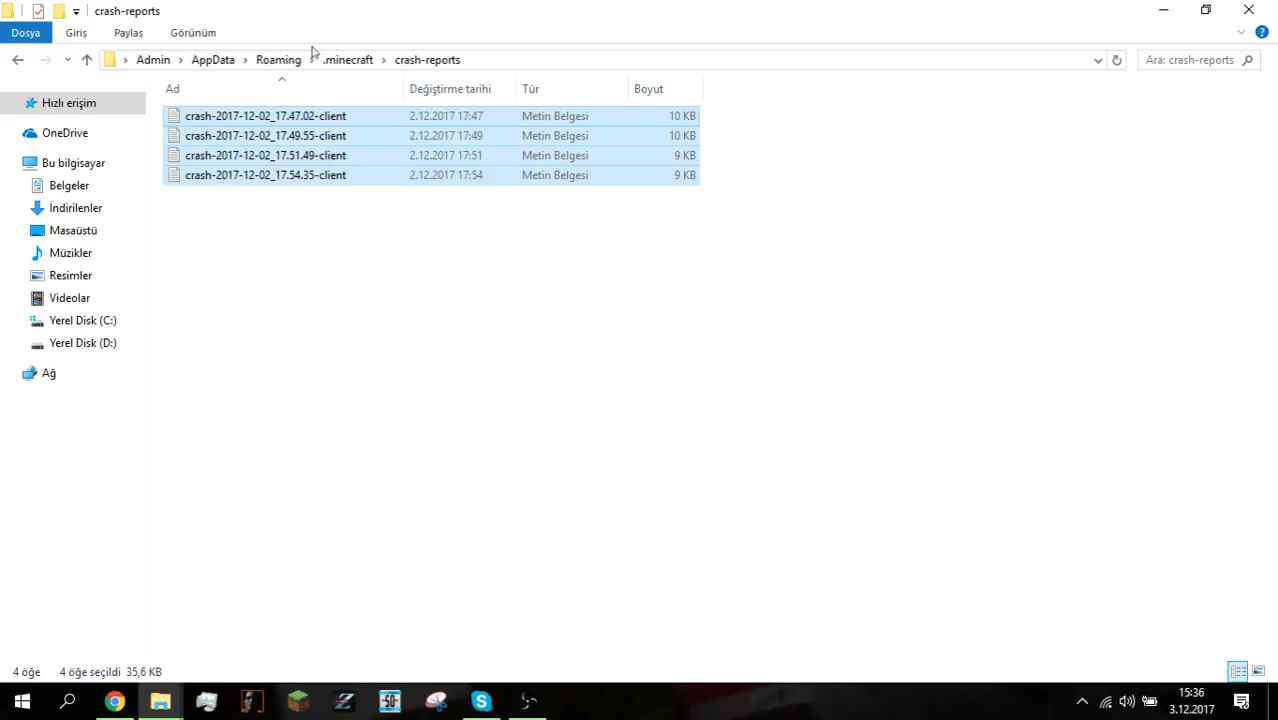 crash-reports
Dosya Giriş Paylaş Görünüm
Admin AppData Roaming .minecraft crash-reports Ara: crash-reports
Ad Değiştirme tarihi Tür Boyut
crash-2017-12-02_17.47.02-client 2.12.2017 17:47 Metin Belgesi 10 KB
crash-2017-12-02_17.49.55-client 2.12.2017 17:49 Metin Belgesi 10 KB
crash-2017-12-02_17.51.49-client 2.12.2017 17:51 Metin Belgesi 9 KB
crash-2017-12-02_17.54.35-client 2.12.2017 17:54 Metin Belgesi 9 KB
Hızlı erişim
OneDrive
Bu bilgisayar
Belgeler
İndirilenler
Masaüstü
Müzikler
Resimler
Videolar
Yerel Disk (C:)
Yerel Disk (D:)
Ağ
4 öğe 4 öğe seçildi 35,6 KB
15:36
3.12.2017